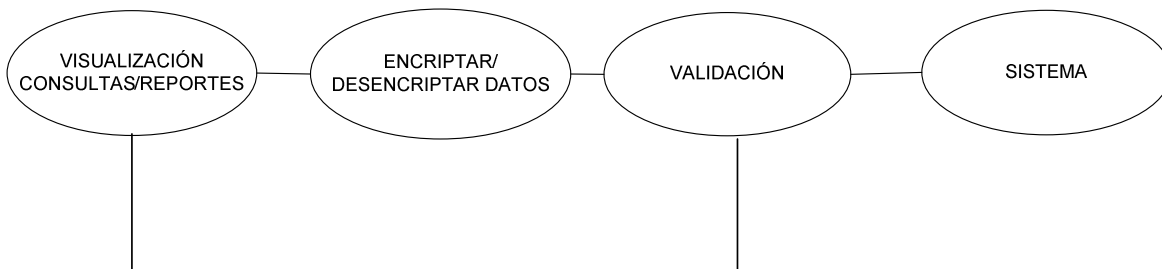 VISUALIZACIÓN
CONSULTAS/REPORTES
ENCRIPTAR/
DESENCRIPTAR DATOS
VALIDACIÓN
SISTEMA